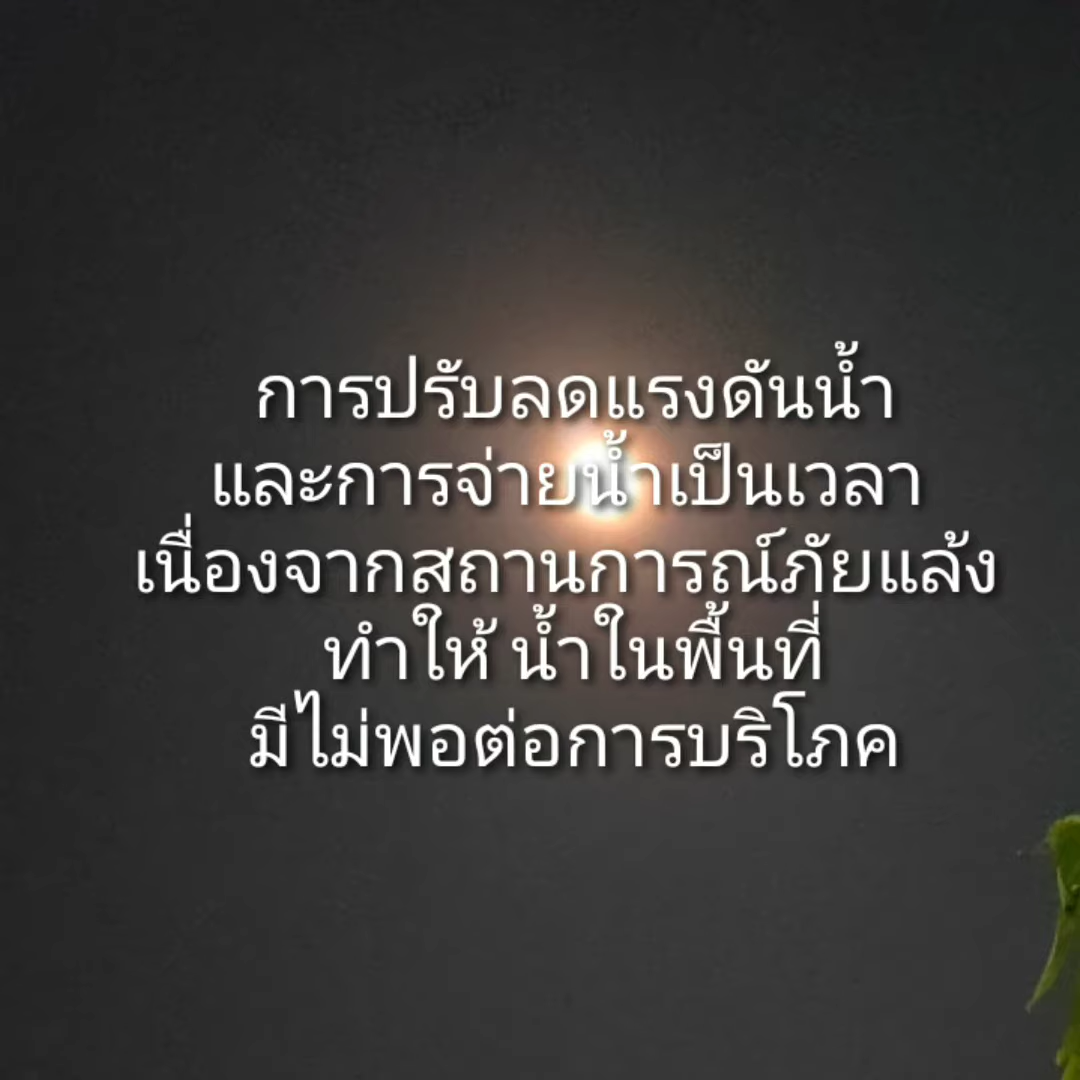 การปรับลดแรงดันน้ำ
และการจ่ายน้ำเป็นเวลา
เนื่องจากสถานการณ์ภัยแล้ง
ทำให้ น้ำในพื้นที่
มีไม่พอต่อการบริโภค